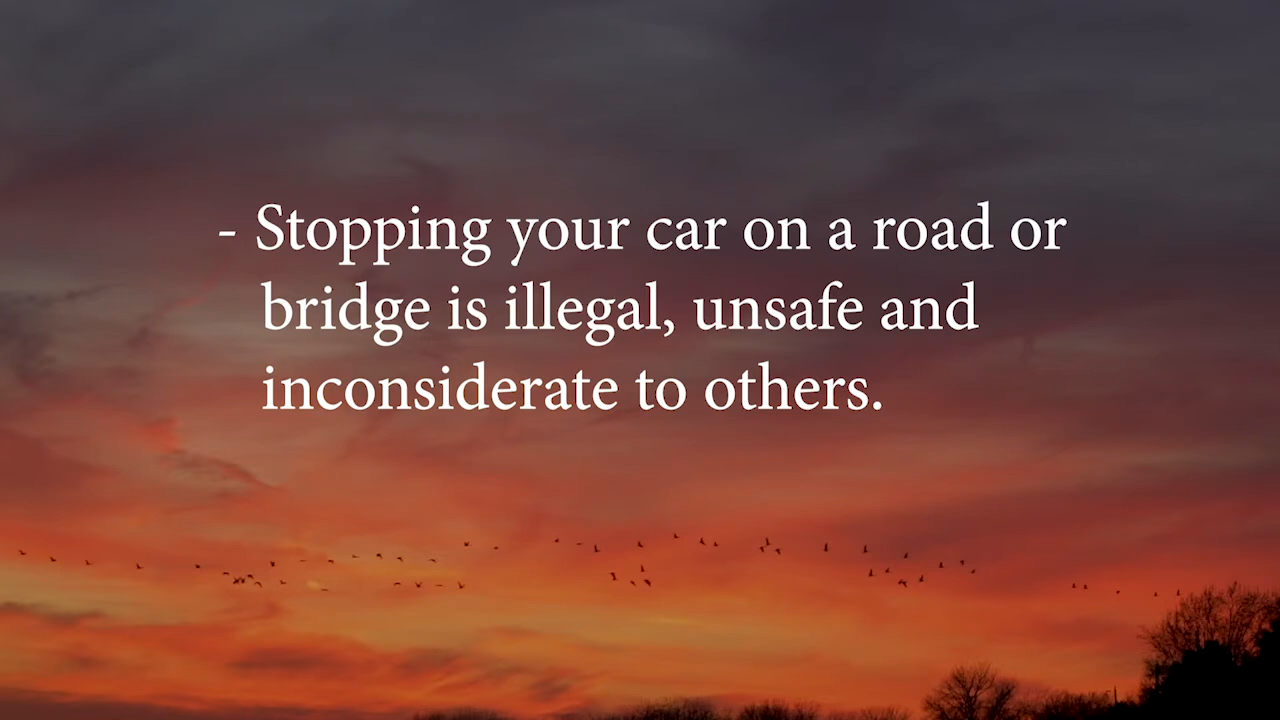 - Stopping your car on a road or
bridge is illegal, unsafe and
inconsiderate to others.